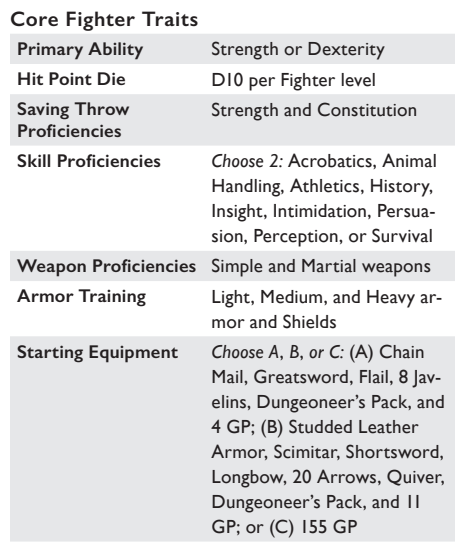 Core Fighter Traits
Primary Ability Strength or Dexterity
Hit Point Die D10 per Fighter level
Saving Throw Strength and Constitution
Proficiencies
Skill Proficiencies Choose 2: Acrobatics, Animal
Handling, Athletics, History,
Insight, Intimidation, Persua-
sion, Perception, or Survival
Weapon Proficiencies Simple and Martial weapons
Armor Training Light, Medium, and Heavy ar-
mor and Shields
Starting Equipment Choose A, B, or C: (A) Chain
Mail, Greatsword, Flail, 8 Jav-
elins, Dungeoneer's Pack, and
4 GP; (B) Studded Leather
Armor, Scimitar, Shortsword,
Longbow, 20 Arrows, Quiver,
Dungeoneer's Pack, and 11
GP; or (C) 155 GP